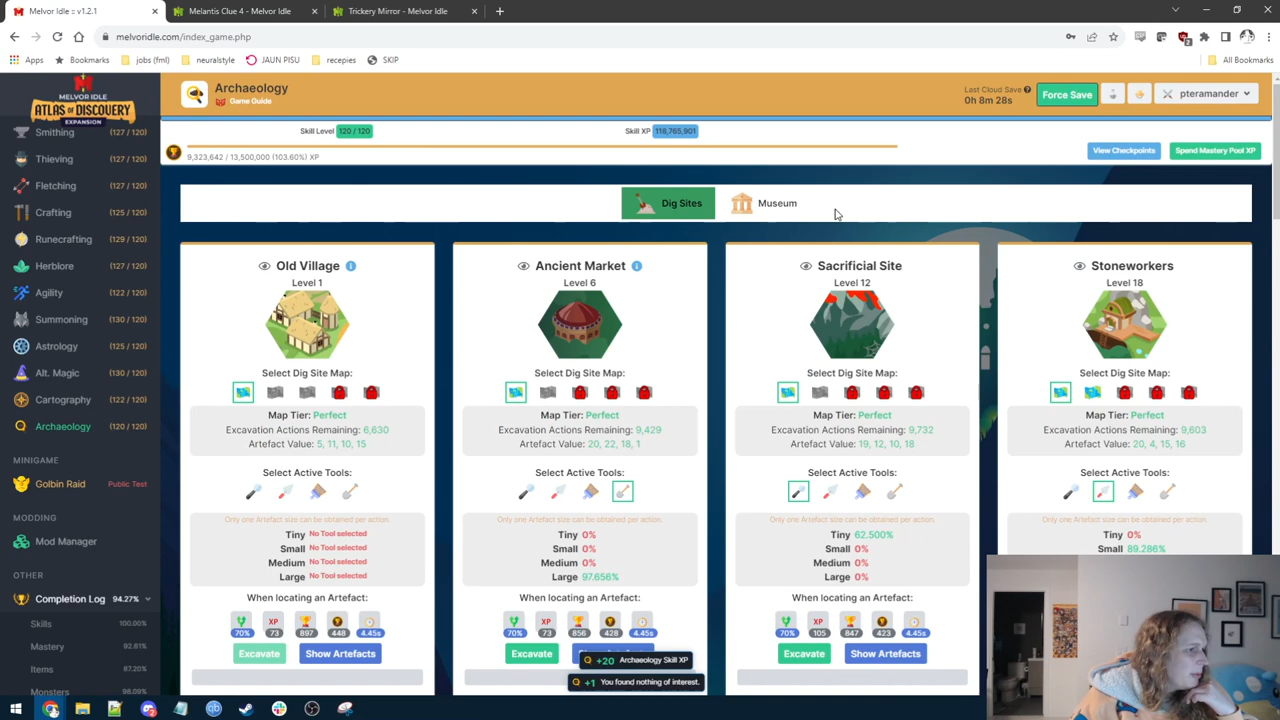 Melvor Idle :: v1.2.1
Melantis Clue 4 - Melvor Idle
Trickery Mirror - Melvor Idle
melvoridle.com/index_game.php
Apps
Bookmarks
jobs (fml)
neuralstyle
JAUN PISU
recepies
SKIP
All Bookmarks
MELVOR IDLE
ATLAS OF DISCOVERY
EXPANSION
Smithing (127 / 120)
Thieving (127 / 120)
Fletching (127 / 120)
Crafting (125 / 120)
Runecrafting (129 / 120)
Herblore (127 / 120)
Agility (122 / 120)
Summoning (130 / 120)
Astrology (125 / 120)
Alt. Magic (130 / 120)
Cartography (122 / 120)
Archaeology (120 / 120)
MINIGAME
Golbin Raid Public Test
MODDING
Mod Manager
OTHER
Completion Log 94.27%
Skills 100.00%
Mastery 92.61%
Items 87.20%
Monsters 98.09%
Archaeology
Game Guide
Last Cloud Save
0h 8m 28s
Force Save
pteramander
Skill Level 120 / 120
Skill XP 118,765,901
9,323,642 / 13,500,000 (103.60%) XP
View Checkpoints
Spend Mastery Pool XP
Dig Sites
Museum
Old Village
Level 1
Select Dig Site Map:
Map Tier: Perfect
Excavation Actions Remaining: 6,630
Artefact Value: 5, 11, 10, 15
Select Active Tools:
Only one Artefact size can be obtained per action.
Tiny No Tool selected
Small No Tool selected
Medium No Tool selected
Large No Tool selected
When locating an Artefact:
XP
70% 73 897 448 4.45s
Excavate
Show Artefacts
Ancient Market
Level 6
Select Dig Site Map:
Map Tier: Perfect
Excavation Actions Remaining: 9,429
Artefact Value: 20, 22, 18, 1
Select Active Tools:
Only one Artefact size can be obtained per action.
Tiny 0%
Small 0%
Medium 0%
Large 97.656%
When locating an Artefact:
XP
70% 73 856 428 4.45s
Excavate
+20 Archaeology Skill XP
+1 You found nothing of interest.
Sacrificial Site
Level 12
Select Dig Site Map:
Map Tier: Perfect
Excavation Actions Remaining: 9,732
Artefact Value: 19, 12, 10, 18
Select Active Tools:
Only one Artefact size can be obtained per action.
Tiny 62.500%
Small 0%
Medium 0%
Large 0%
When locating an Artefact:
XP
70% 105 847 423 4.45s
Excavate
Show Artefacts
Stoneworkers
Level 18
Select Dig Site Map:
Map Tier: Perfect
Excavation Actions Remaining: 9,603
Artefact Value: 20, 4, 15, 16
Select Active Tools:
Only one Artefact size can be obtained per action.
Tiny 0%
Small 89.286%